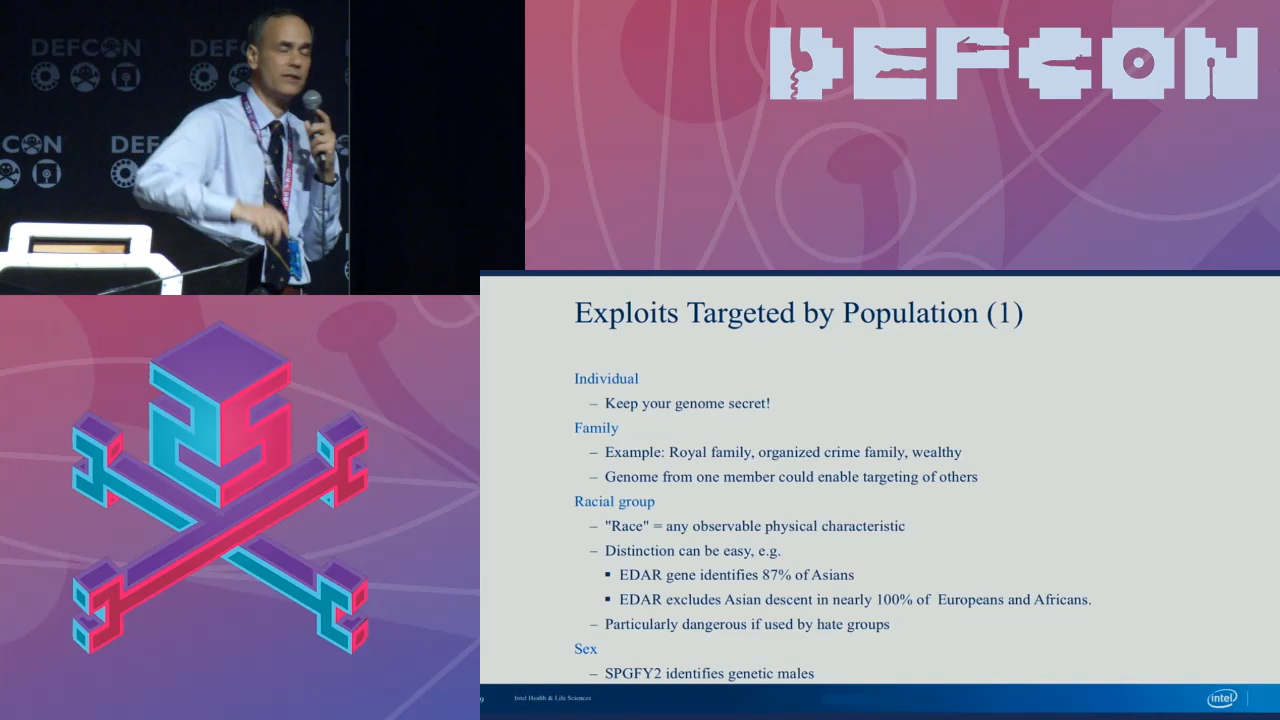 DEFCON
DEFCON
DEFCON
CON
DEF
Exploits Targeted by Population (1)
Individual
– Keep your genome secret!
Family
– Example: Royal family, organized crime family, wealthy
– Genome from one member could enable targeting of others
Racial group
– "Race" = any observable physical characteristic
– Distinction can be easy, e.g.
▪ EDAR gene identifies 87% of Asians
▪ EDAR excludes Asian descent in nearly 100% of Europeans and Africans.
– Particularly dangerous if used by hate groups
Sex
– SPGFY2 identifies genetic males
9
Intel Health & Life Sciences
intel